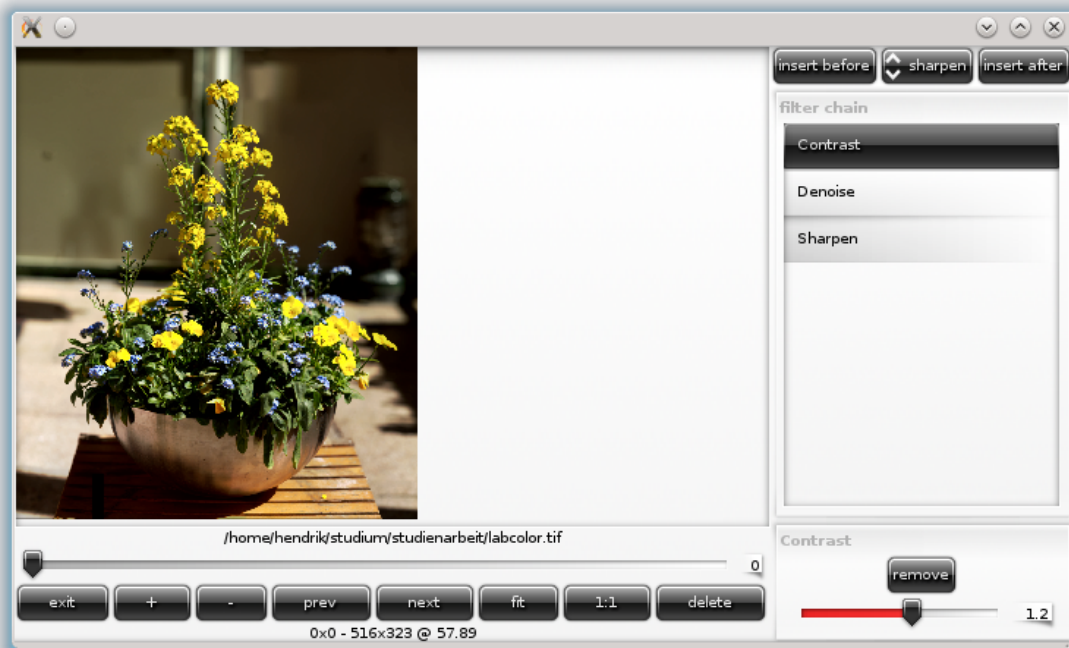 insert before
sharpen
insert after
filter chain
Contrast
Denoise
Sharpen
/home/hendrik/studium/studienarbeit/labcolor.tif
0
exit
+
-
prev
next
fit
1:1
delete
0x0 - 516x323 @ 57.89
Contrast
remove
1.2